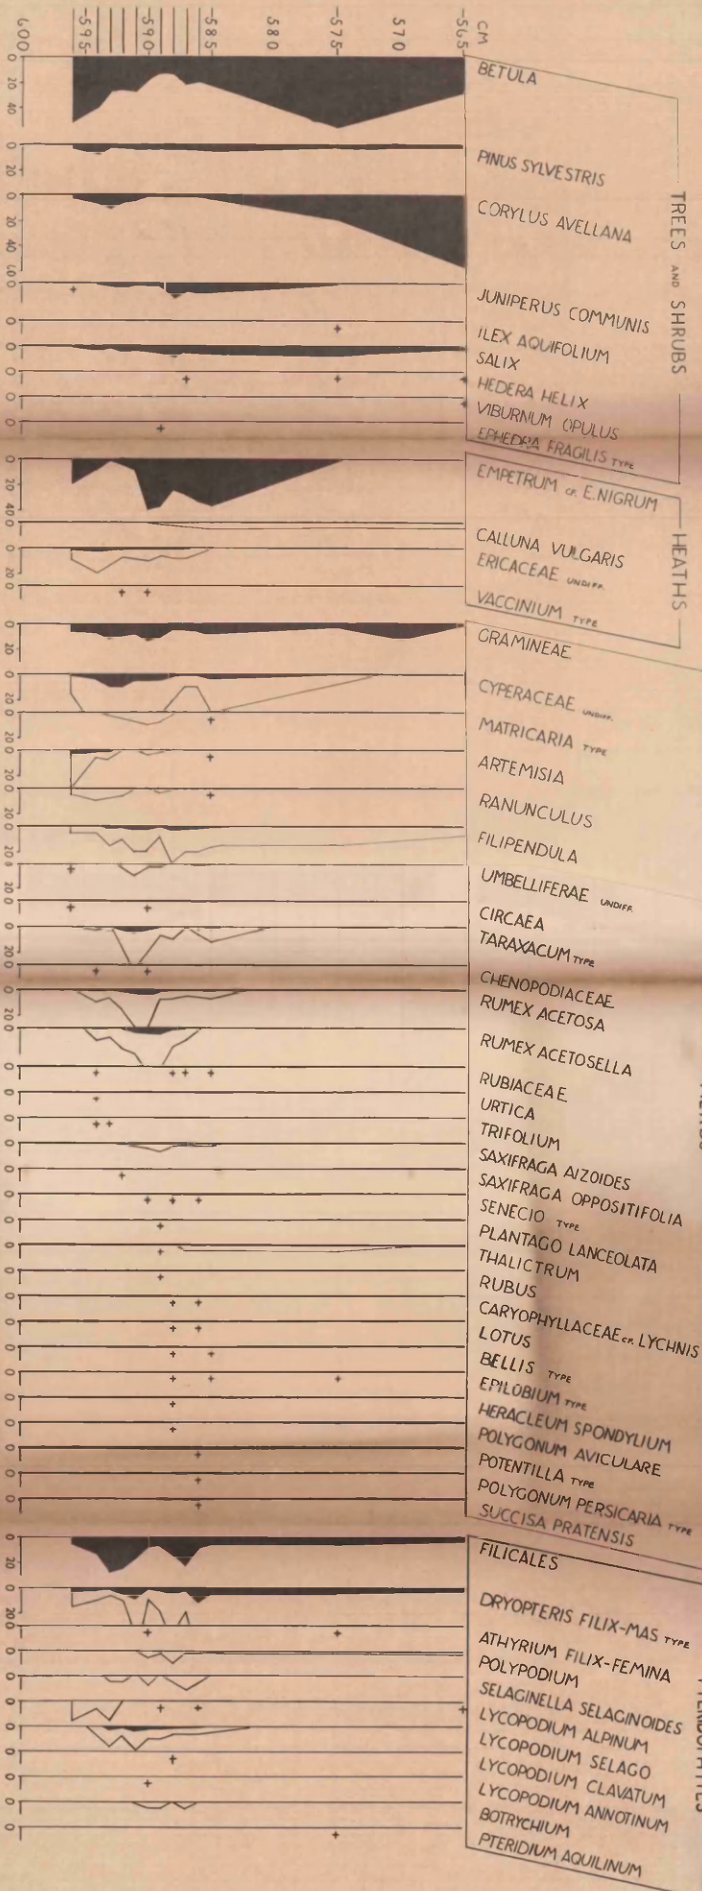 CM
600
-595-
-590-
-585-
580
-575-
570
-565-
TREES AND SHRUBS
BETULA
PINUS SYLVESTRIS
CORYLUS AVELLANA
JUNIPERUS COMMUNIS
ILEX AQUIFOLIUM
SALIX
HEDERA HELIX
VIBURNUM OPULUS
EPHEDRA FRAGILIS TYPE
HEATHS
EMPETRUM CF. E.NIGRUM
CALLUNA VULGARIS
ERICACEAE UNDIFF.
VACCINIUM TYPE
GRAMINEAE
CYPERACEAE UNDIFF.
MATRICARIA TYPE
ARTEMISIA
RANUNCULUS
FILIPENDULA
UMBELLIFERAE UNDIFF.
CIRCAEA
TARAXACUM TYPE
CHENOPODIACEAE
RUMEX ACETOSA
RUMEX ACETOSELLA
RUBIACEAE
URTICA
TRIFOLIUM
SAXIFRAGA AIZOIDES
SAXIFRAGA OPPOSITIFOLIA
SENECIO TYPE
PLANTAGO LANCEOLATA
THALICTRUM
RUBUS
CARYOPHYLLACEAE CF. LYCHNIS
LOTUS
BELLIS TYPE
EPILOBIUM TYPE
HERACLEUM SPONDYLIUM
POLYGONUM AVICULARE
POTENTILLA TYPE
POLYGONUM PERSICARIA TYPE
SUCCISA PRATENSIS
FILICALES
DRYOPTERIS FILIX-MAS TYPE
ATHYRIUM FILIX-FEMINA
POLYPODIUM
SELAGINELLA SELAGINOIDES
LYCOPODIUM ALPINUM
LYCOPODIUM SELAGO
LYCOPODIUM CLAVATUM
LYCOPODIUM ANNOTINUM
BOTRYCHIUM
PTERIDIUM AQUILINUM